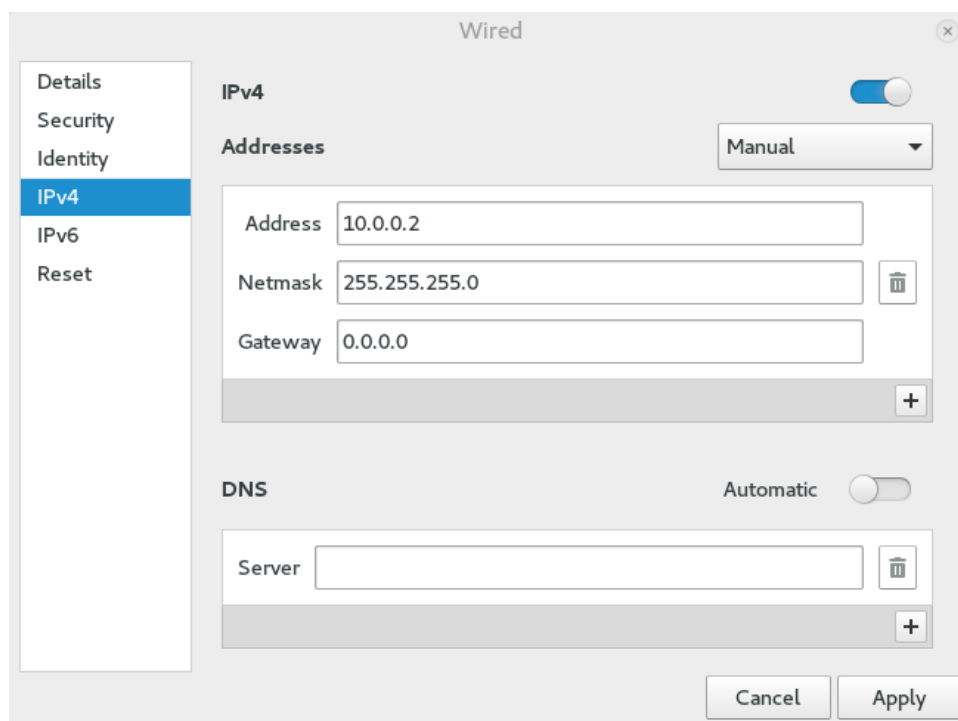 Wired
Details
Security
Identity
IPv4
IPv6
Reset
IPv4
Addresses
Manual
Address 10.0.0.2
Netmask 255.255.255.0
Gateway 0.0.0.0
+
DNS
Automatic
Server
+
Cancel
Apply